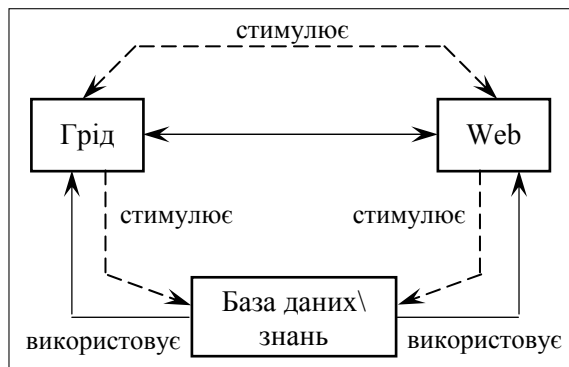 стимулює
Грід
Web
стимулює
стимулює
База даних\
знань
використовує
використовує